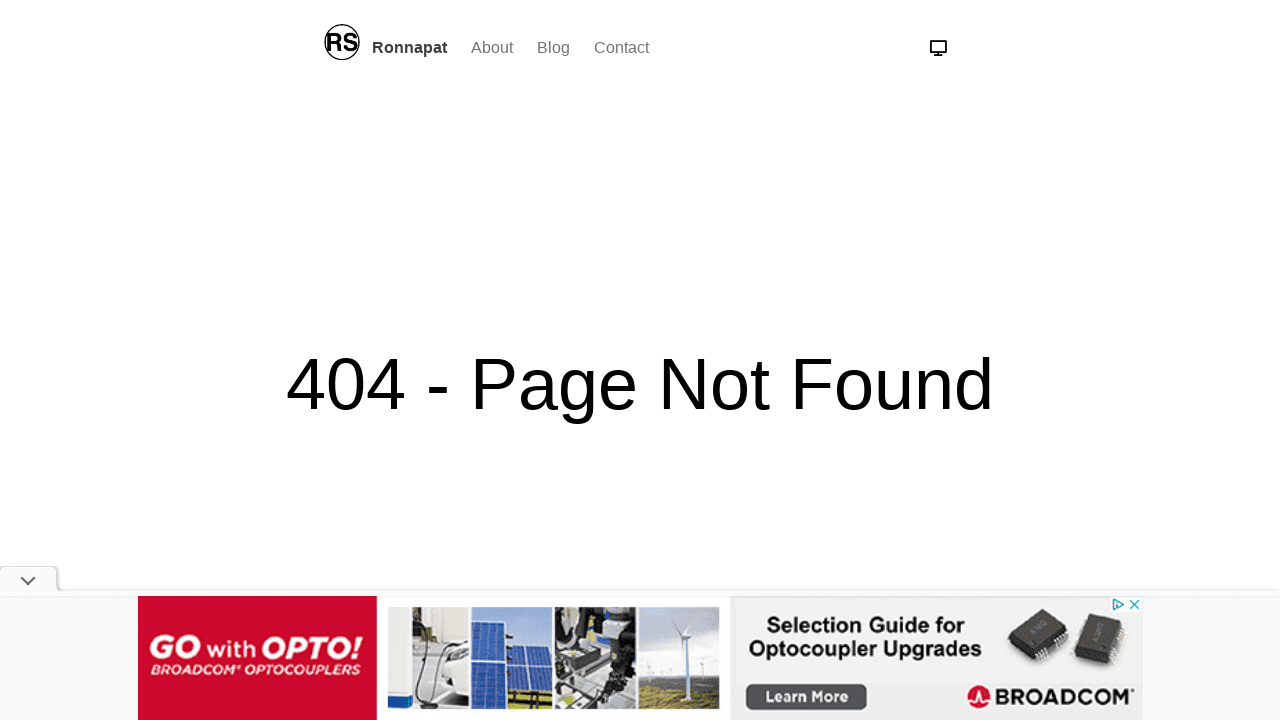 RS
Ronnapat
About
Blog
Contact
404 - Page Not Found
GO with OPTO!
BROADCOM® OPTOCOUPLERS
Selection Guide for
Optocoupler Upgrades
Learn More
BROADCOM®